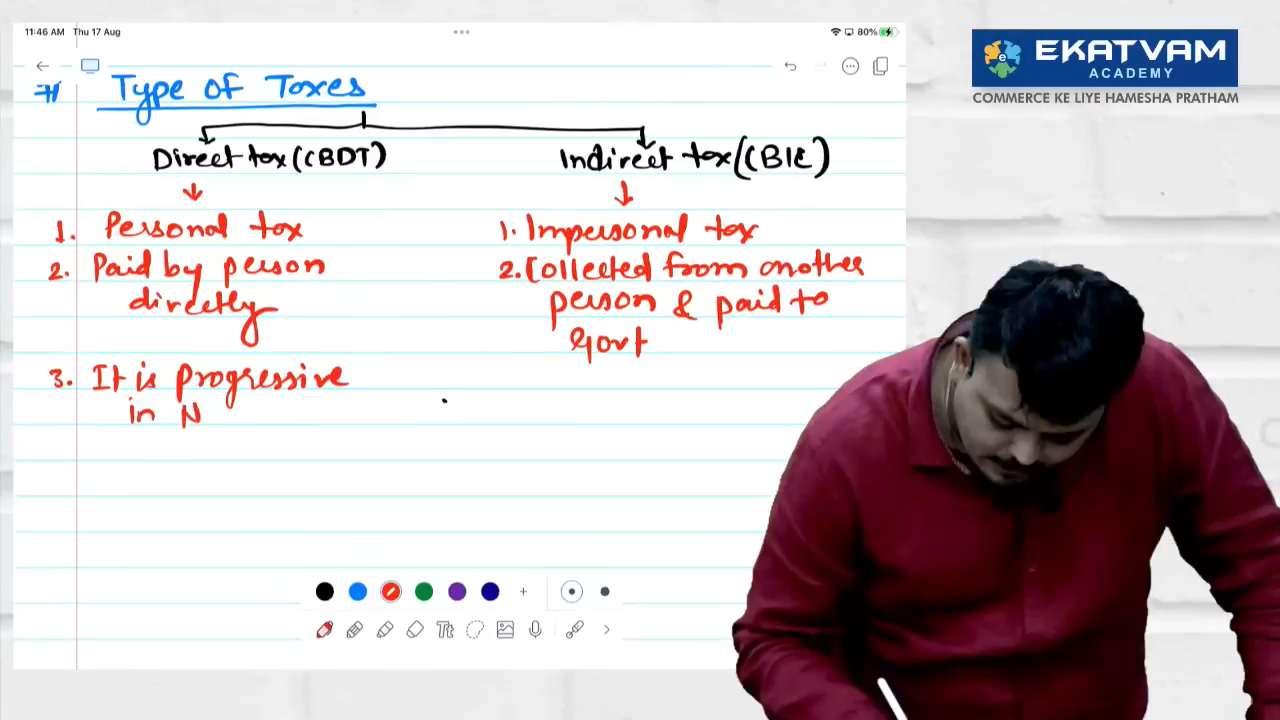 11:46 AM Thu 17 Aug
80%
EKATVAM
ACADEMY
COMMERCE KE LIYE HAMESHA PRATHAM
# Type of Taxes
Direct tax (CBDT)
Indirect tax (CBIC)
1. Personal tax
2. Paid by person
directly
3. It is progressive
in N
1. Impersonal tax
2. Collected from another
person & paid to
Govt
Tt